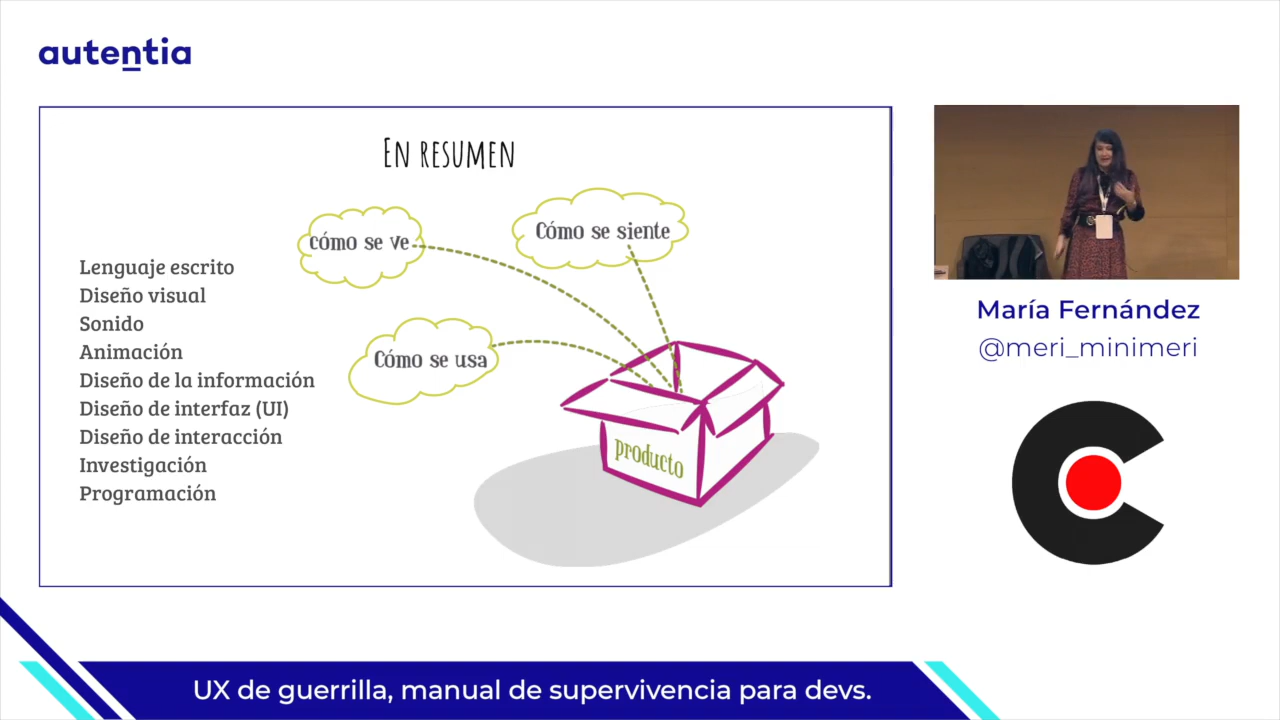 autentia
En resumen
cómo se ve
Cómo se siente
Cómo se usa
producto
Lenguaje escrito
Diseño visual
Sonido
Animación
Diseño de la información
Diseño de interfaz (UI)
Diseño de interacción
Investigación
Programación
María Fernández
@meri_minimeri
UX de guerrilla, manual de supervivencia para devs.